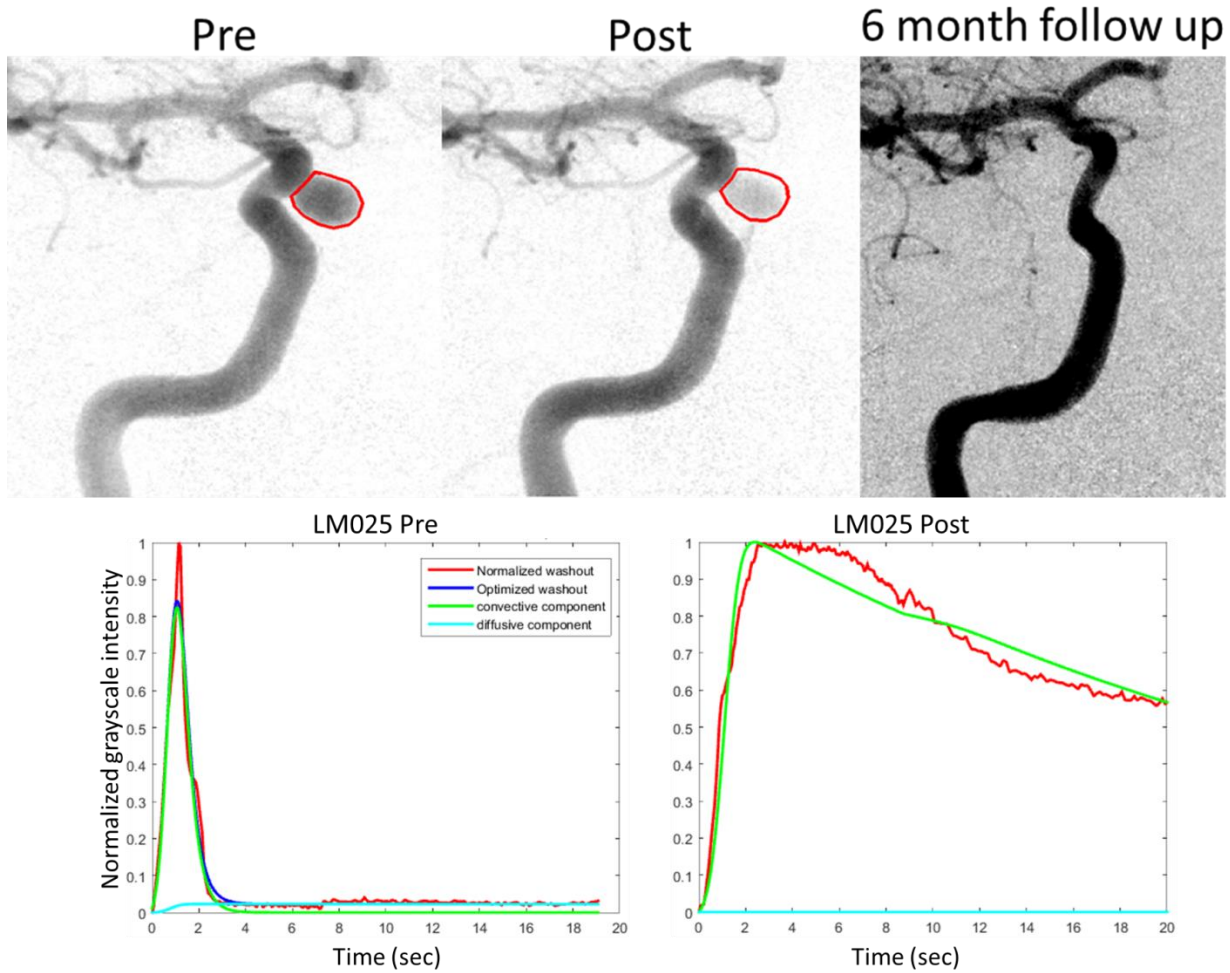 Pre
Post
6 month follow up
LM025 Pre
LM025 Post
Normalized grayscale intensity
1
0.9
0.8
0.7
0.6
0.5
0.4
0.3
0.2
0.1
0
Normalized washout
Optimized washout
convective component
diffusive component
0 2 4 6 8 10 12 14 16 18 20
Time (sec)
1
0.9
0.8
0.7
0.6
0.5
0.4
0.3
0.2
0.1
0
0 2 4 6 8 10 12 14 16 18 20
Time (sec)